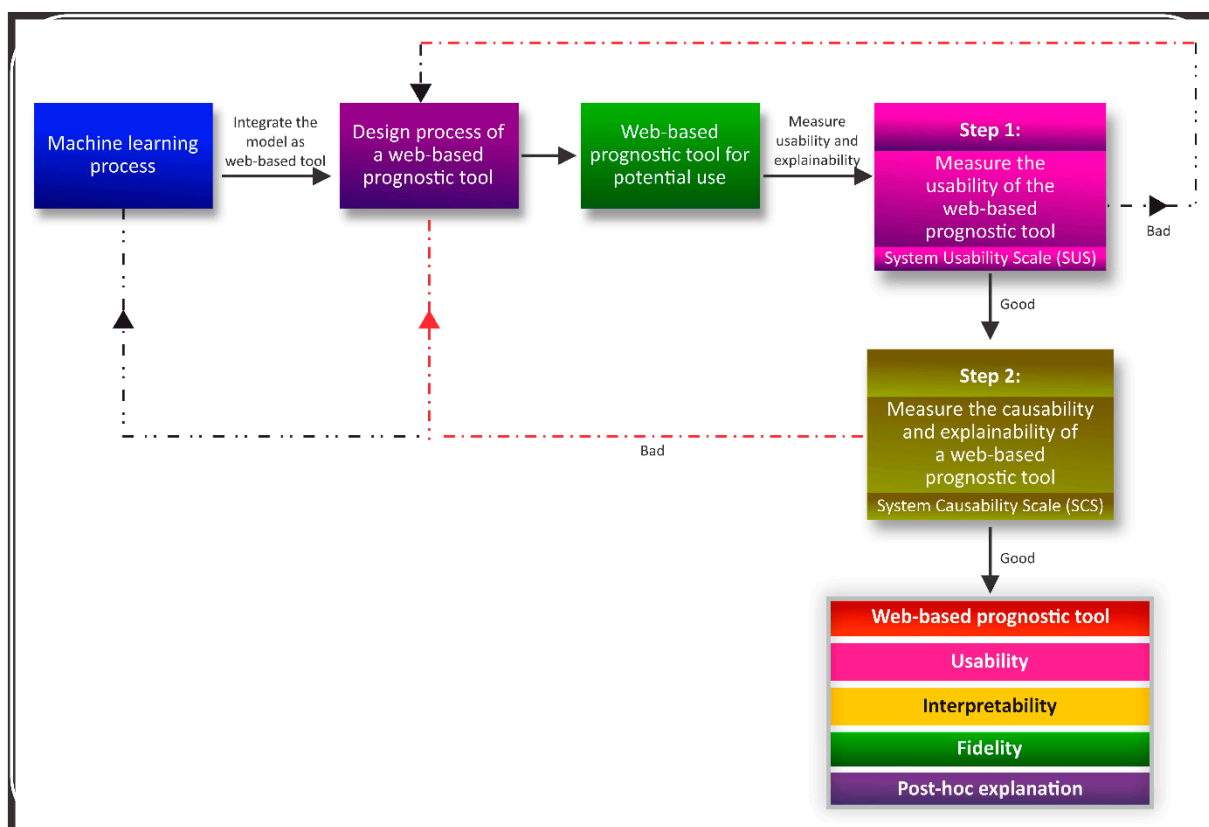 Machine learning
process
Integrate the
model as
web-based tool
Design process of
a web-based
prognostic tool
Web-based
prognostic tool for
potential use
Measure
usability and
explainability
Step 1:
Measure the
usability of the
web-based
prognostic tool
System Usability Scale (SUS)
Bad
Good
Step 2:
Measure the causability
and explainability of
a web-based
prognostic tool
System Causability Scale (SCS)
Bad
Good
Web-based prognostic tool
Usability
Interpretability
Fidelity
Post-hoc explanation